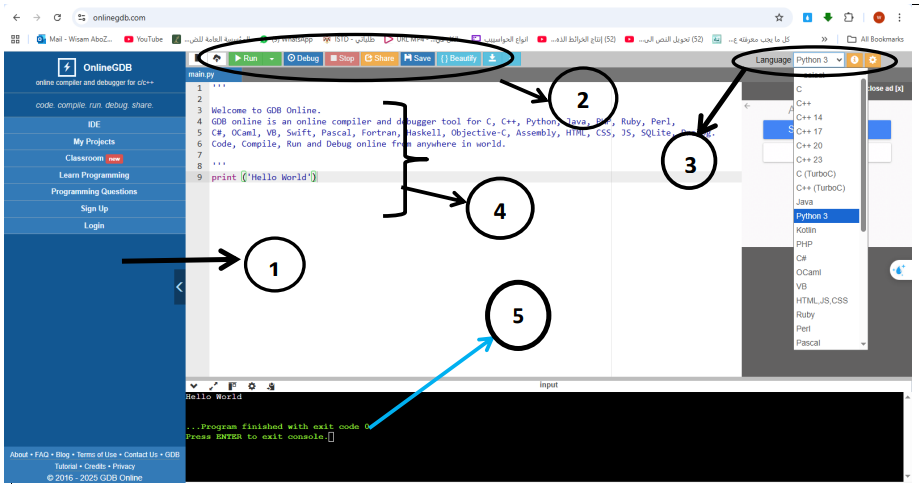 onlinegdb.com
Mail - Wisam AboZ...
YouTube
WhatsApp
ISTD - طلباتي
URL MP4
انواع الحواسيب
(52) إنتاج الخرائط الذه...
(52) تحويل النص الى...
كل ما يجب معرفته ع...
»
All Bookmarks
OnlineGDB
online compiler and debugger for c/c++
code. compile. run. debug. share.
IDE
My Projects
Classroom new
Learn Programming
Programming Questions
Sign Up
Login
About • FAQ • Blog • Terms of Use • Contact Us • GDB
Tutorial • Credits • Privacy
© 2016 - 2025 GDB Online
Run
Debug
Stop
Share
Save
{ } Beautify
Language
Python 3
main.py
1 '''
2
3 Welcome to GDB Online.
4 GDB online is an online compiler and debugger tool for C, C++, Python, Java, PHP, Ruby, Perl,
5 C#, OCaml, VB, Swift, Pascal, Fortran, Haskell, Objective-C, Assembly, HTML, CSS, JS, SQLite,
6 Code, Compile, Run and Debug online from anywhere in world.
7
8 '''
9 print ('Hello World')
close ad [x]
C
C++
C++ 14
C++ 17
C++ 20
C++ 23
C (TurboC)
C++ (TurboC)
Java
Python 3
Kotlin
PHP
C#
OCaml
VB
HTML,JS,CSS
Ruby
Perl
Pascal
1
2
3
4
5
input
Hello World
...Program finished with exit code 0
Press ENTER to exit console.